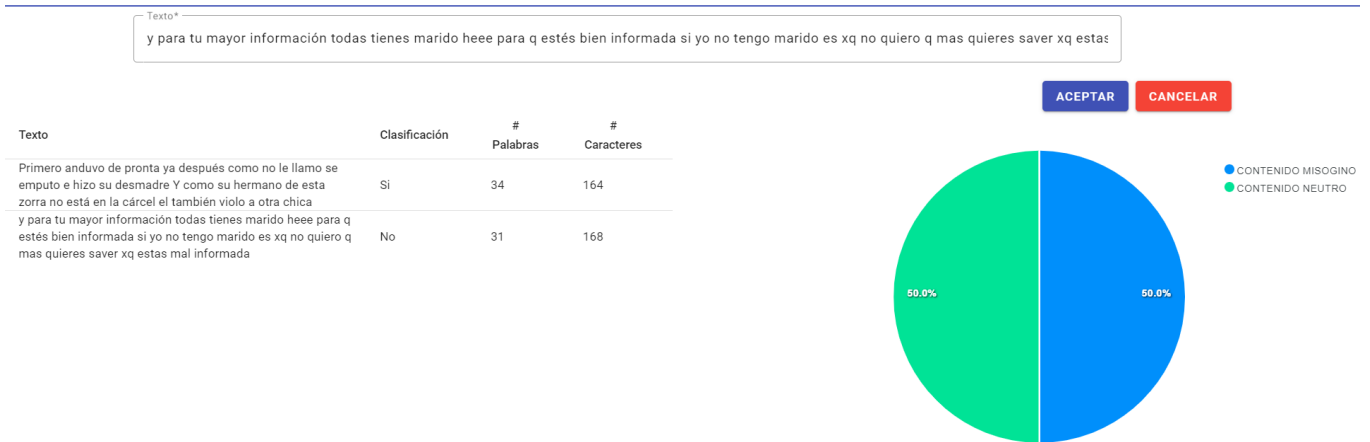 Texto*
y para tu mayor información todas tienes marido heee para q estés bien informada si yo no tengo marido es xq no quiero q mas quieres saver xq estas
ACEPTAR
CANCELAR
Texto
Clasificación
#
Palabras
#
Caracteres
Primero anduvo de pronta ya después como no le llamo se
emputo e hizo su desmadre Y como su hermano de esta
zorra no está en la cárcel el también violo a otra chica
Si
34
164
y para tu mayor información todas tienes marido heee para q
estés bien informada si yo no tengo marido es xq no quiero q
mas quieres saver xq estas mal informada
No
31
168
CONTENIDO MISOGINO
CONTENIDO NEUTRO
50.0%
50.0%